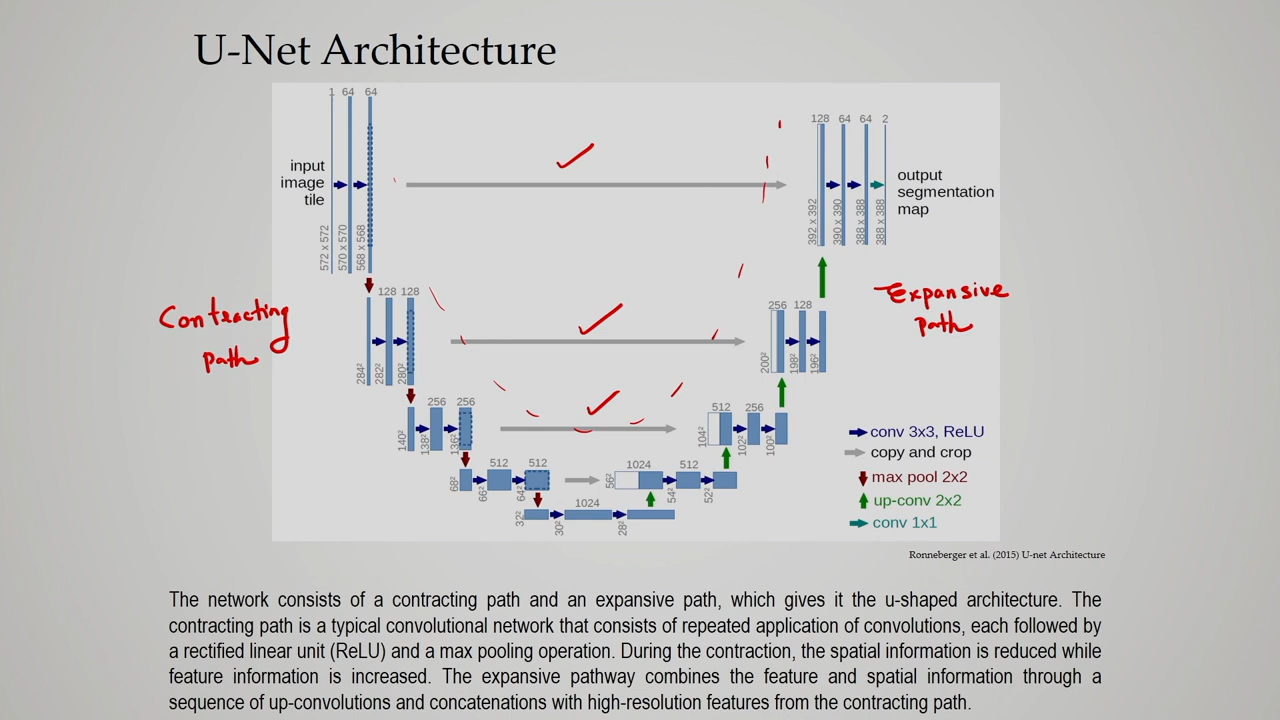 U-Net Architecture
1 64 64
128 64 64 2
input
image
tile
output
segmentation
map
572 x 572
570 x 570
568 x 568
392 x 392
390 x 390
388 x 388
388 x 388
Contracting
path
Expansive
path
128 128
256 128
284²
282²
280²
200²
198²
196²
256 256
512 256
140²
138²
136²
104²
102²
100²
512 512
1024 512
68²
66²
64²
56²
54²
52²
1024
32²
30²
28²
conv 3x3, ReLU
copy and crop
max pool 2x2
up-conv 2x2
conv 1x1
Ronneberger et al. (2015) U-net Architecture
The network consists of a contracting path and an expansive path, which gives it the u-shaped architecture. The
contracting path is a typical convolutional network that consists of repeated application of convolutions, each followed by
a rectified linear unit (ReLU) and a max pooling operation. During the contraction, the spatial information is reduced while
feature information is increased. The expansive pathway combines the feature and spatial information through a
sequence of up-convolutions and concatenations with high-resolution features from the contracting path.